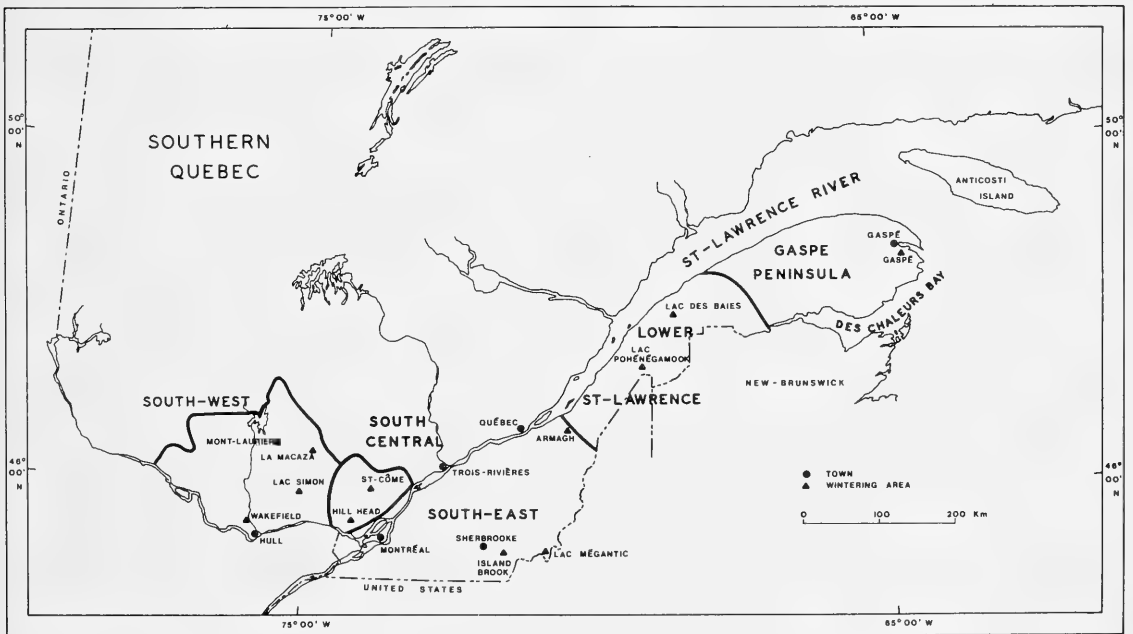 75°00' W
65°00' W
50°
00'
N
50°
00'
N
SOUTHERN
QUEBEC
ONTARIO
ANTICOSTI
ISLAND
ST-LAWRENCE RIVER
GASPÉ
GASPÉ
GASPE
PENINSULA
DES CHALEURS BAY
LAC DES BAIES
LOWER
LAC
POHÉNÉGAMOOK
ST-LAWRENCE
NEW-BRUNSWICK
SOUTH-WEST
SOUTH
CENTRAL
QUÉBEC
ARMAGH
MONT-LAURIER
LA MACAZA
46°
00'
N
46°
00'
N
TROIS-RIVIÈRES
LAC SIMON
ST-CÔME
TOWN
WINTERING AREA
WAKEFIELD
HILL HEAD
SOUTH-EAST
0 100 200 Km
HULL
MONTRÉAL
SHERBROOKE
ISLAND
BROOK
LAC MÉGANTIC
UNITED STATES
75°00' W
65°00' W